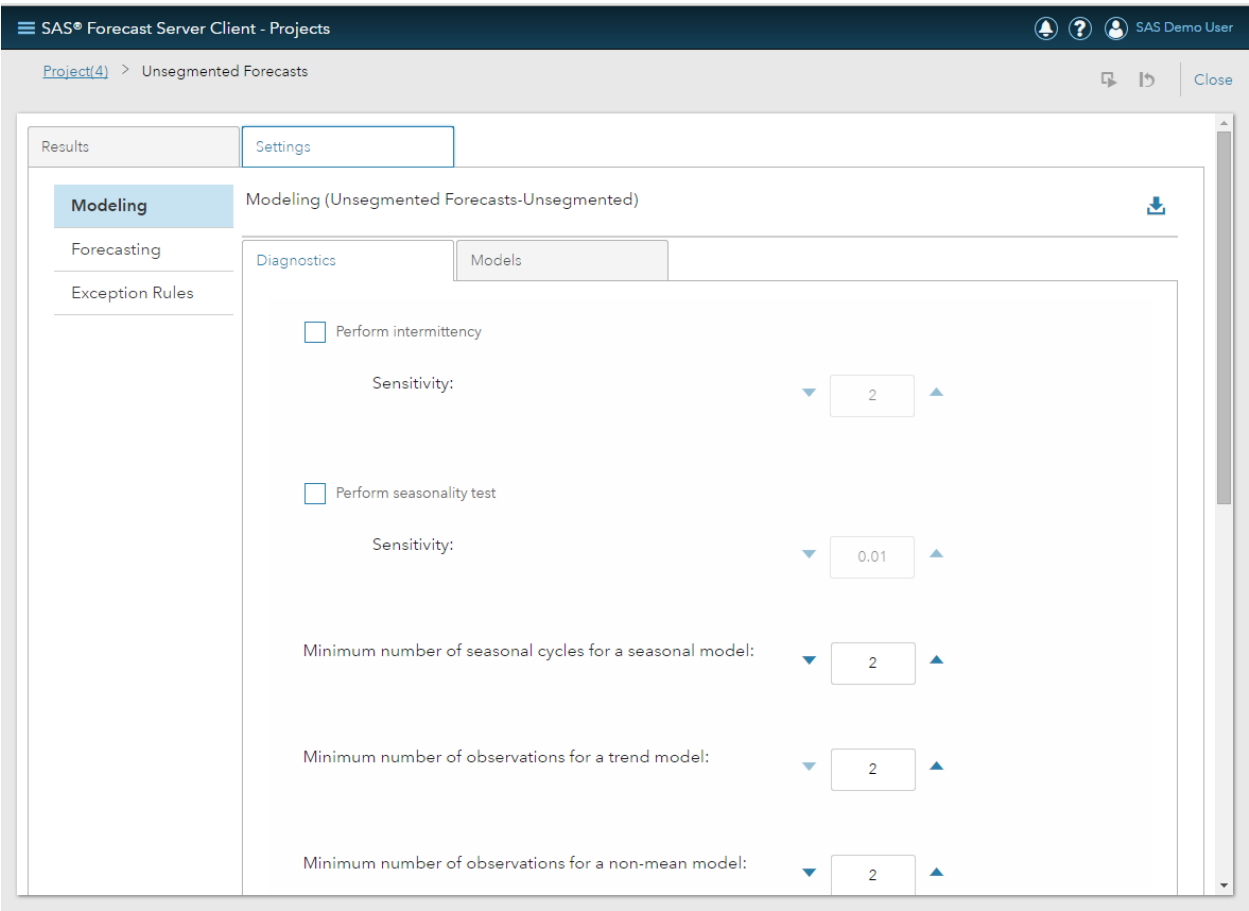 SAS® Forecast Server Client - Projects
SAS Demo User
Project(4) > Unsegmented Forecasts
Close
Results
Settings
Modeling
Forecasting
Exception Rules
Modeling (Unsegmented Forecasts-Unsegmented)
Diagnostics
Models
Perform intermittency
Sensitivity:
2
Perform seasonality test
Sensitivity:
0.01
Minimum number of seasonal cycles for a seasonal model:
2
Minimum number of observations for a trend model:
2
Minimum number of observations for a non-mean model:
2